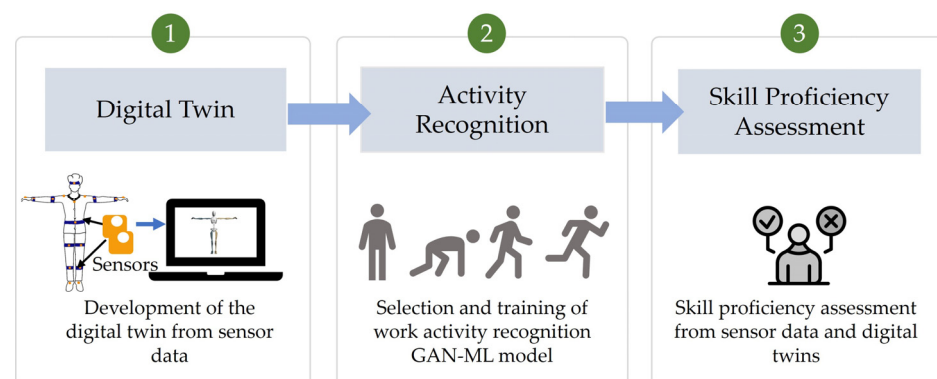 1
Digital Twin
Sensors
Development of the
digital twin from sensor
data
2
Activity
Recognition
Selection and training of
work activity recognition
GAN-ML model
3
Skill Proficiency
Assessment
Skill proficiency assessment
from sensor data and digital
twins